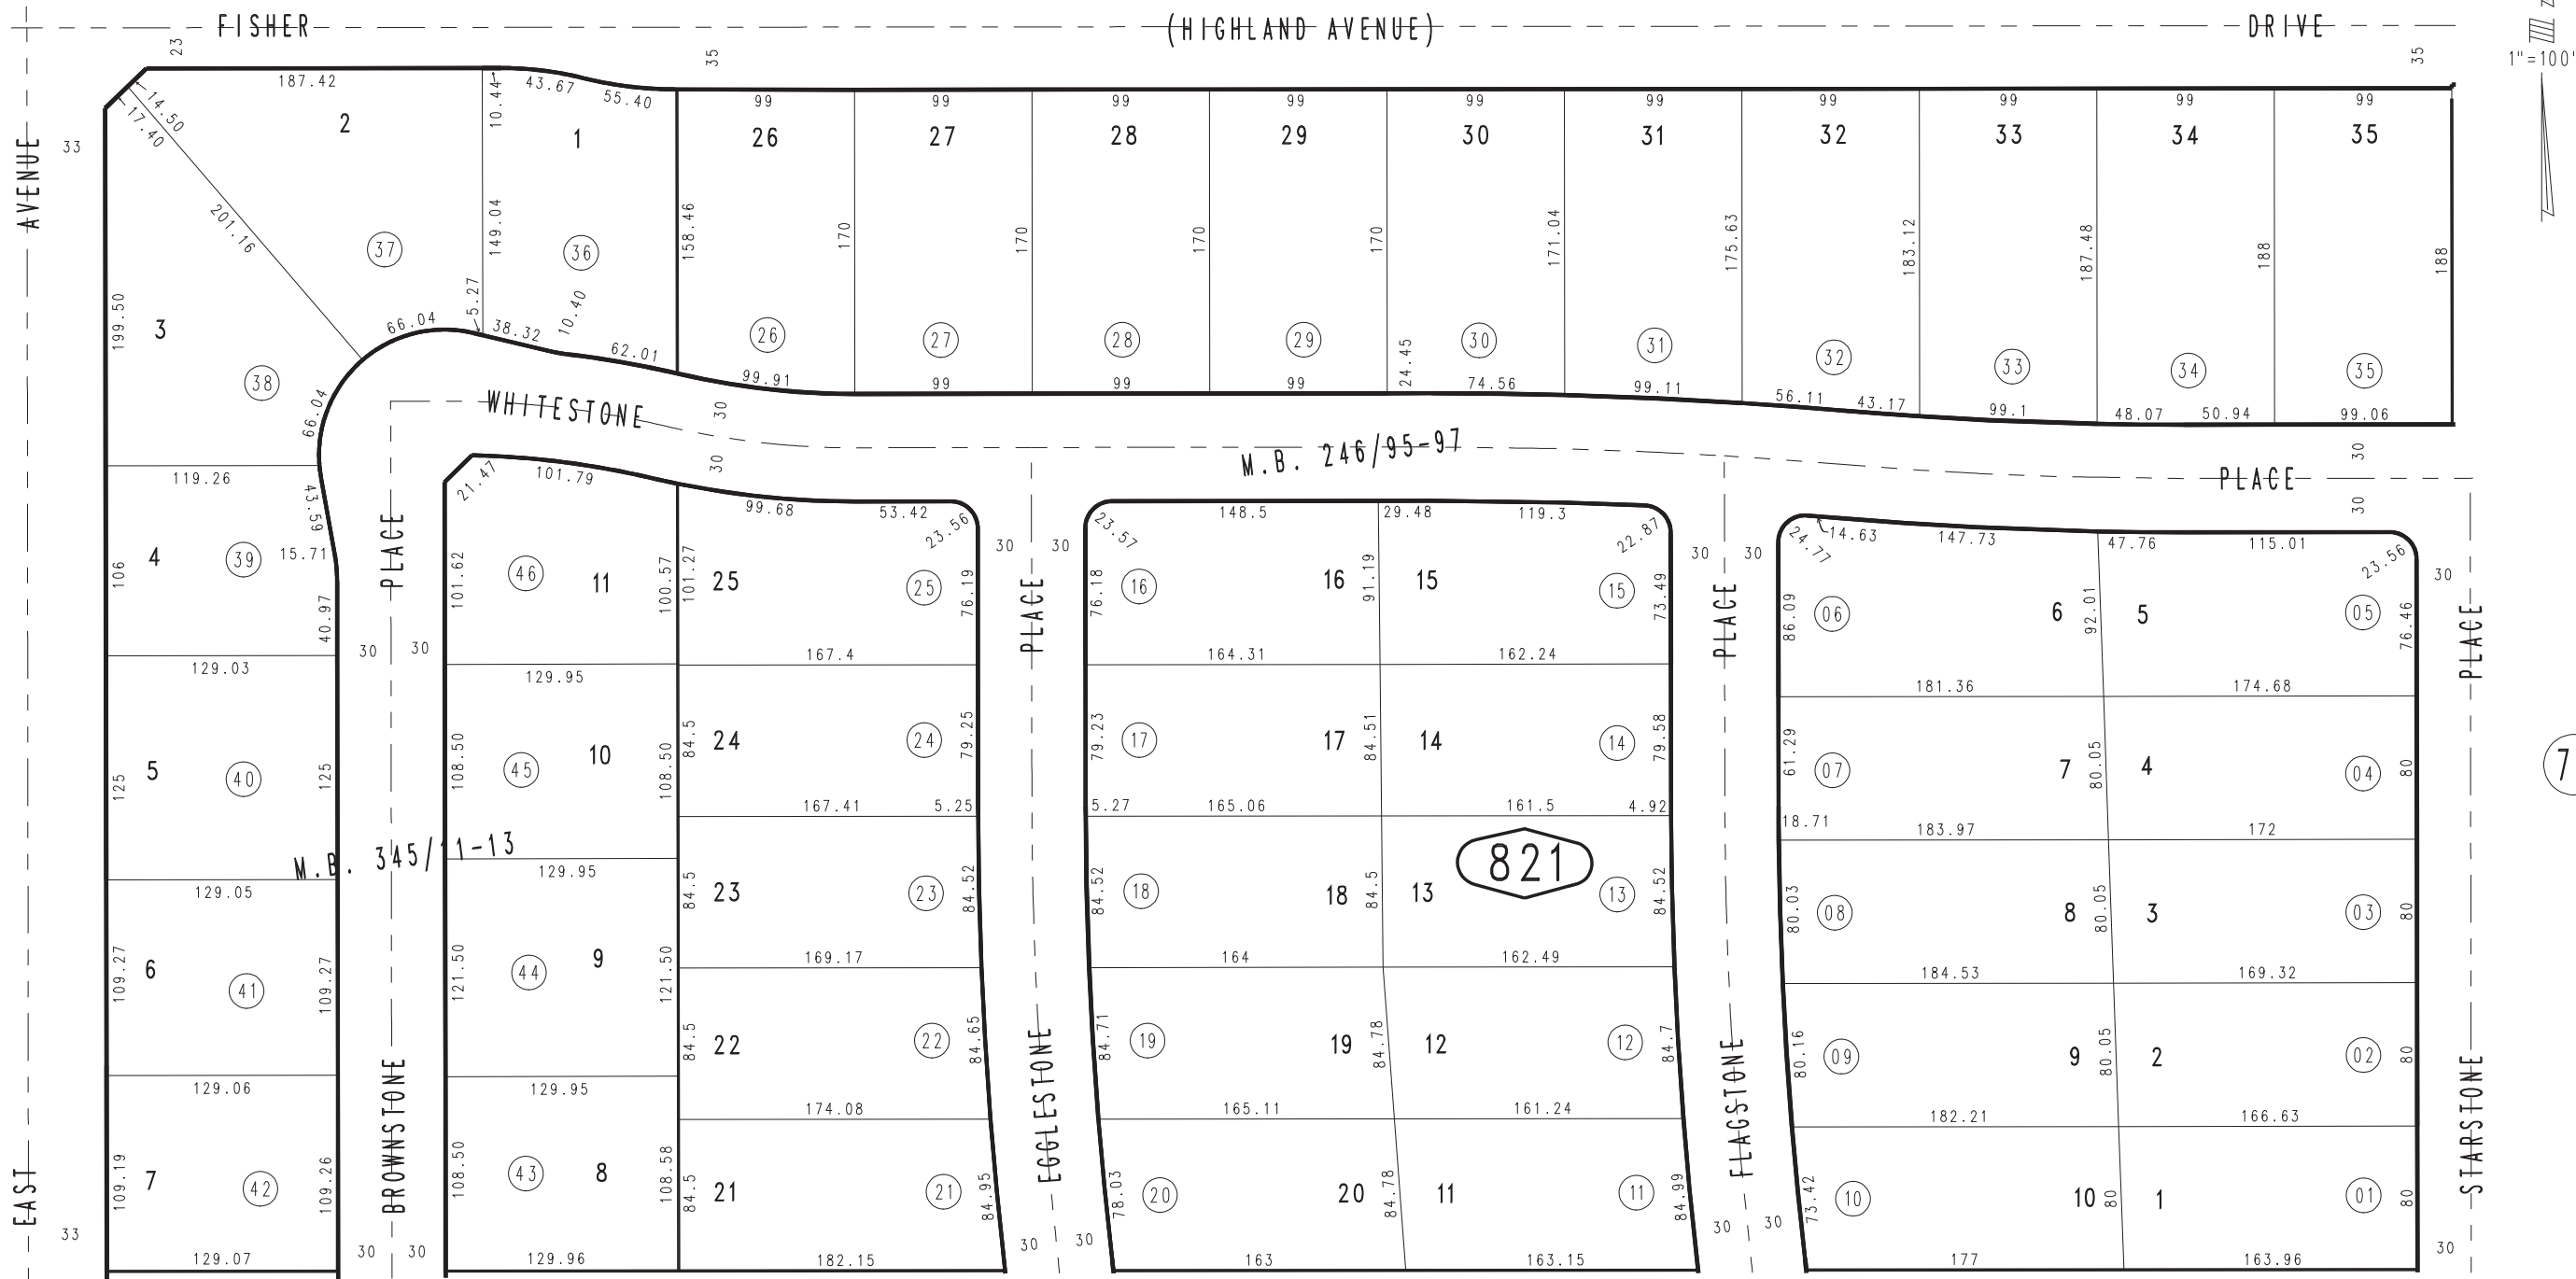 FISHER (HIGHLAND AVENUE) DRIVE
1"=100'
23 35 35
187.42 43.67 55.40 99 99 99 99 99 99 99 99 99 99
14.50 17.40 10.44
AVENUE 33
2 1 26 27 28 29 30 31 32 33 34 35
201.16 149.04 158.46 170 170 170 170 171.04 175.63 183.12 187.48 188 188
37 36
199.50 3 38
66.04 5.27 38.32 10.40 62.01
26 27 28 29 30 31 32 33 34 35
99.91 99 99 99 24.45 74.56 99.11 56.11 43.17 99.1 48.07 50.94 99.06
66.04
WHITESTONE 30 30 M.B. 246/95-97 PLACE 30 30
119.26 43.59 15.71
21.47 101.79 99.68 53.42 23.56 23.57 148.5 29.48 119.3 22.87 24.77 14.63 147.73 47.76 115.01 23.56
30 30 30 30 30
4 39 106 40.97
PLACE 30 30
101.62 46 11 100.57 101.27 25 25 76.19
PLACE
76.18 16 16 91.19 15 15 73.49
PLACE
86.09 06 6 92.01 5 05 76.46
PLACE
129.03 129.95 167.4 164.31 162.24 181.36 174.68
5 40 125 125
108.50 45 10 108.50 84.5 24 24 79.25
79.23 17 17 84.51 14 14 79.58
61.29 07 7 80.05 4 04 80
7
167.41 5.25 5.27 165.06 161.5 4.92 18.71 183.97 172
M.B. 345/11-13
821
129.05 129.95
6 41 109.27 109.27
121.50 44 9 121.50 84.5 23 23 84.52
84.52 18 18 84.5 13 13 84.52
80.03 08 8 80.05 3 03 80
169.17 164 162.49 184.53 169.32
84.5 22 22 84.65
84.71 19 19 84.78 12 12 84.7
80.16 09 9 80.05 2 02 80
129.06 129.95 174.08 165.11 161.24 182.21 166.63
EAST BROWNSTONE EGGLESTONE FLAGSTONE STARSTONE
109.19 7 42 109.26
108.50 43 8 108.58 84.5 21 21 84.95
78.03 20 20 84.78 11 11 84.99
73.42 10 10 80 1 01 80
33 30 30 30 30 30 30 30
129.07 129.96 182.15 163 163.15 177 163.96